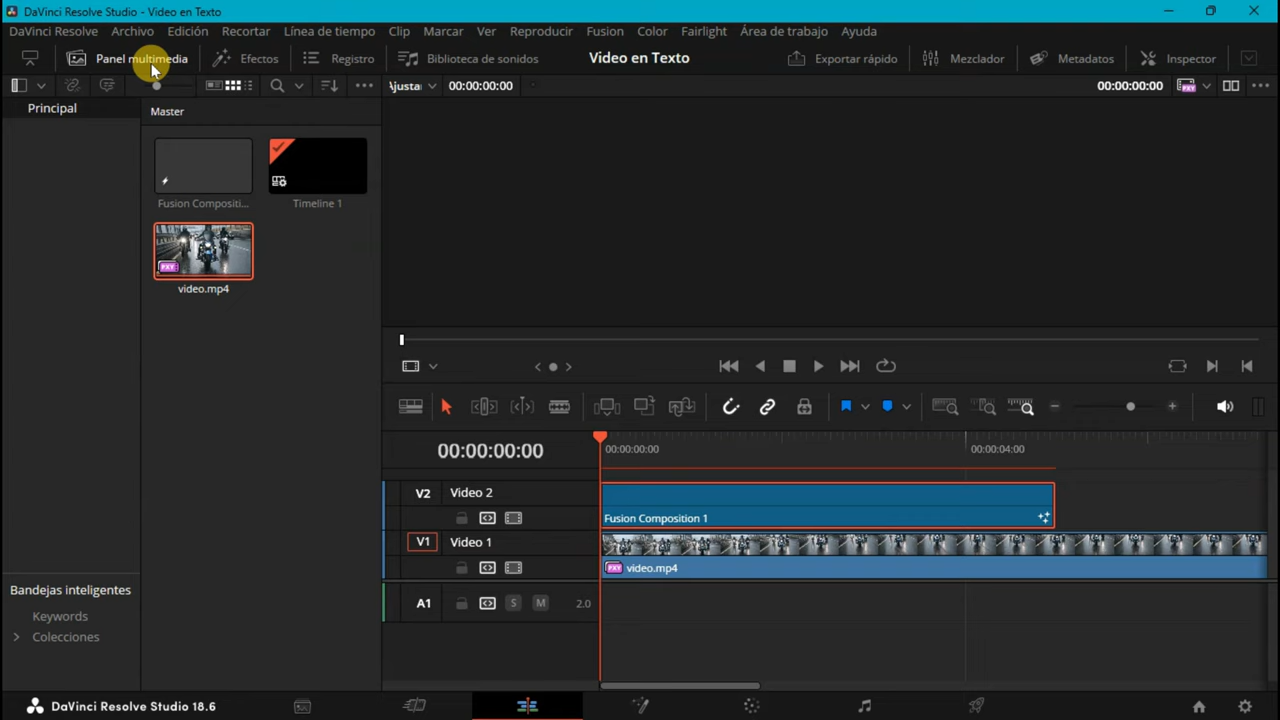 DaVinci Resolve Studio - Video en Texto
DaVinci Resolve Archivo Edición Recortar Línea de tiempo Clip Marcar Ver Reproducir Fusion Color Fairlight Área de trabajo Ayuda
Panel multimedia Efectos Registro Biblioteca de sonidos Video en Texto Exportar rápido Mezclador Metadatos Inspector
\justa 00:00:00:00 00:00:00:00 PXY
Principal Master
Fusion Compositi... Timeline 1
PXY
video.mp4
00:00:00:00 00:00:00:00 00:00:04:00
V2 Video 2
Fusion Composition 1
V1 Video 1
PXY video.mp4
A1 S M 2.0
Bandejas inteligentes
Keywords
Colecciones
DaVinci Resolve Studio 18.6